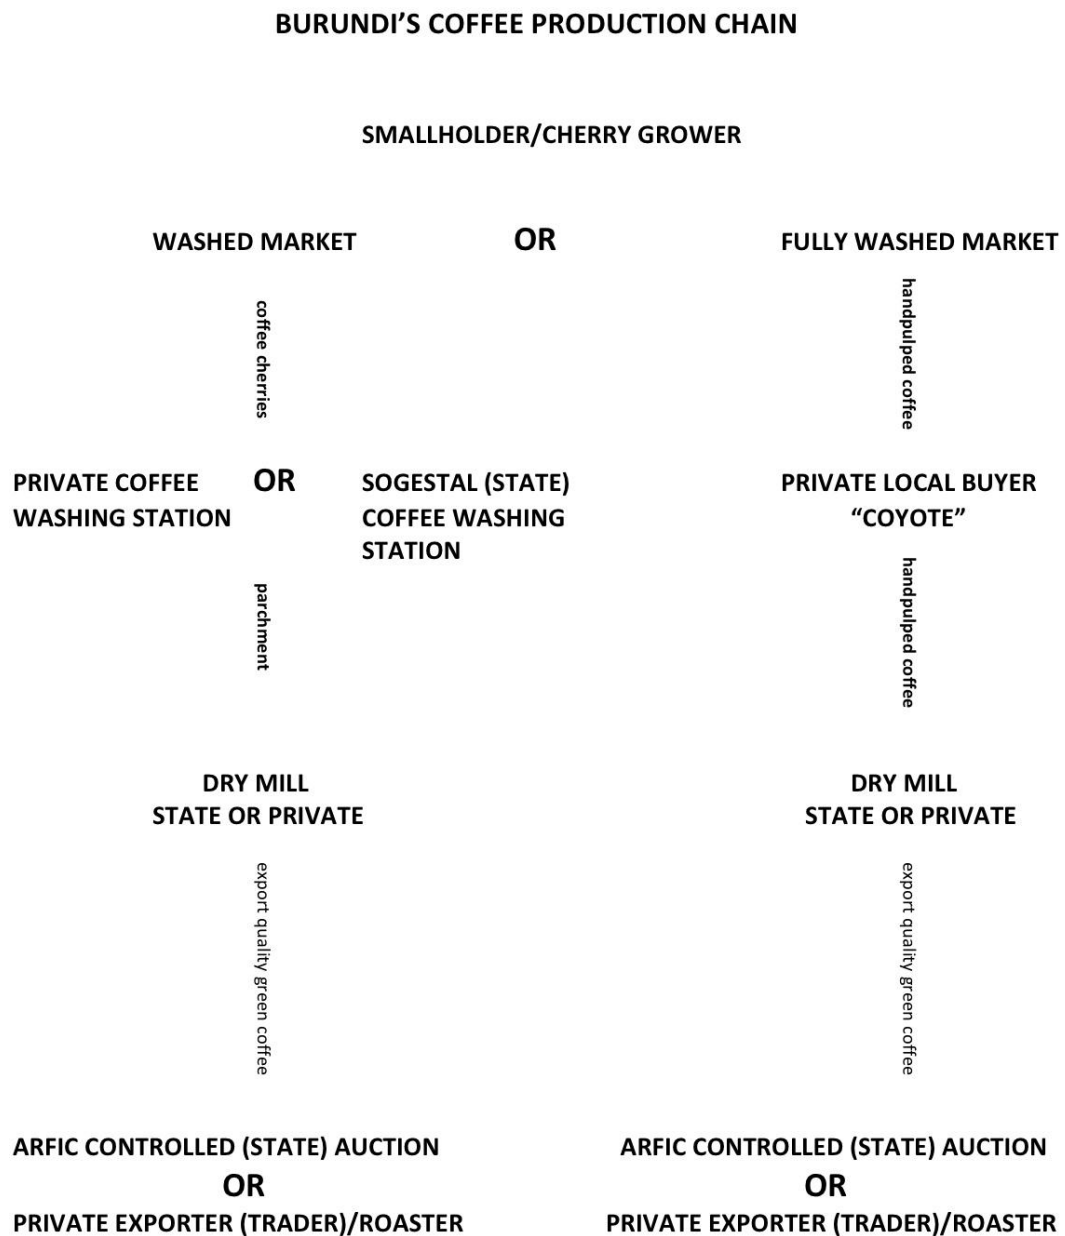 BURUNDI’S COFFEE PRODUCTION CHAIN
SMALLHOLDER/CHERRY GROWER
WASHED MARKET OR FULLY WASHED MARKET
coffee cherries
handpulped coffee
PRIVATE COFFEE OR SOGESTAL (STATE) PRIVATE LOCAL BUYER
WASHING STATION COFFEE WASHING “COYOTE”
STATION
parchment
handpulped coffee
DRY MILL DRY MILL
STATE OR PRIVATE STATE OR PRIVATE
export quality green coffee
export quality green coffee
ARFIC CONTROLLED (STATE) AUCTION ARFIC CONTROLLED (STATE) AUCTION
OR OR
PRIVATE EXPORTER (TRADER)/ROASTER PRIVATE EXPORTER (TRADER)/ROASTER